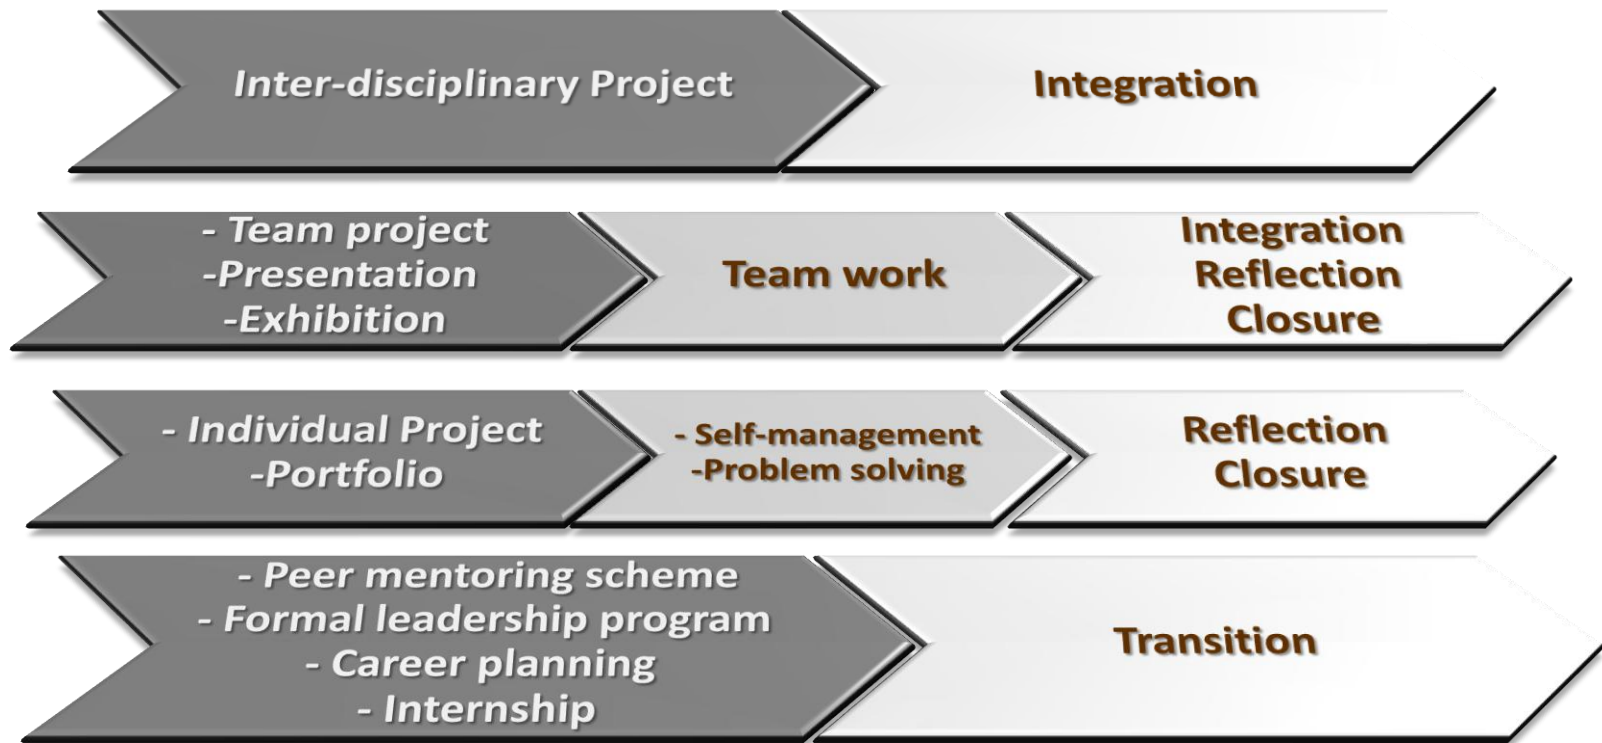 Inter-disciplinary Project
Integration
- Team project
-Presentation
-Exhibition
Team work
Integration
Reflection
Closure
- Individual Project
-Portfolio
- Self-management
-Problem solving
Reflection
Closure
- Peer mentoring scheme
- Formal leadership program
- Career planning
- Internship
Transition